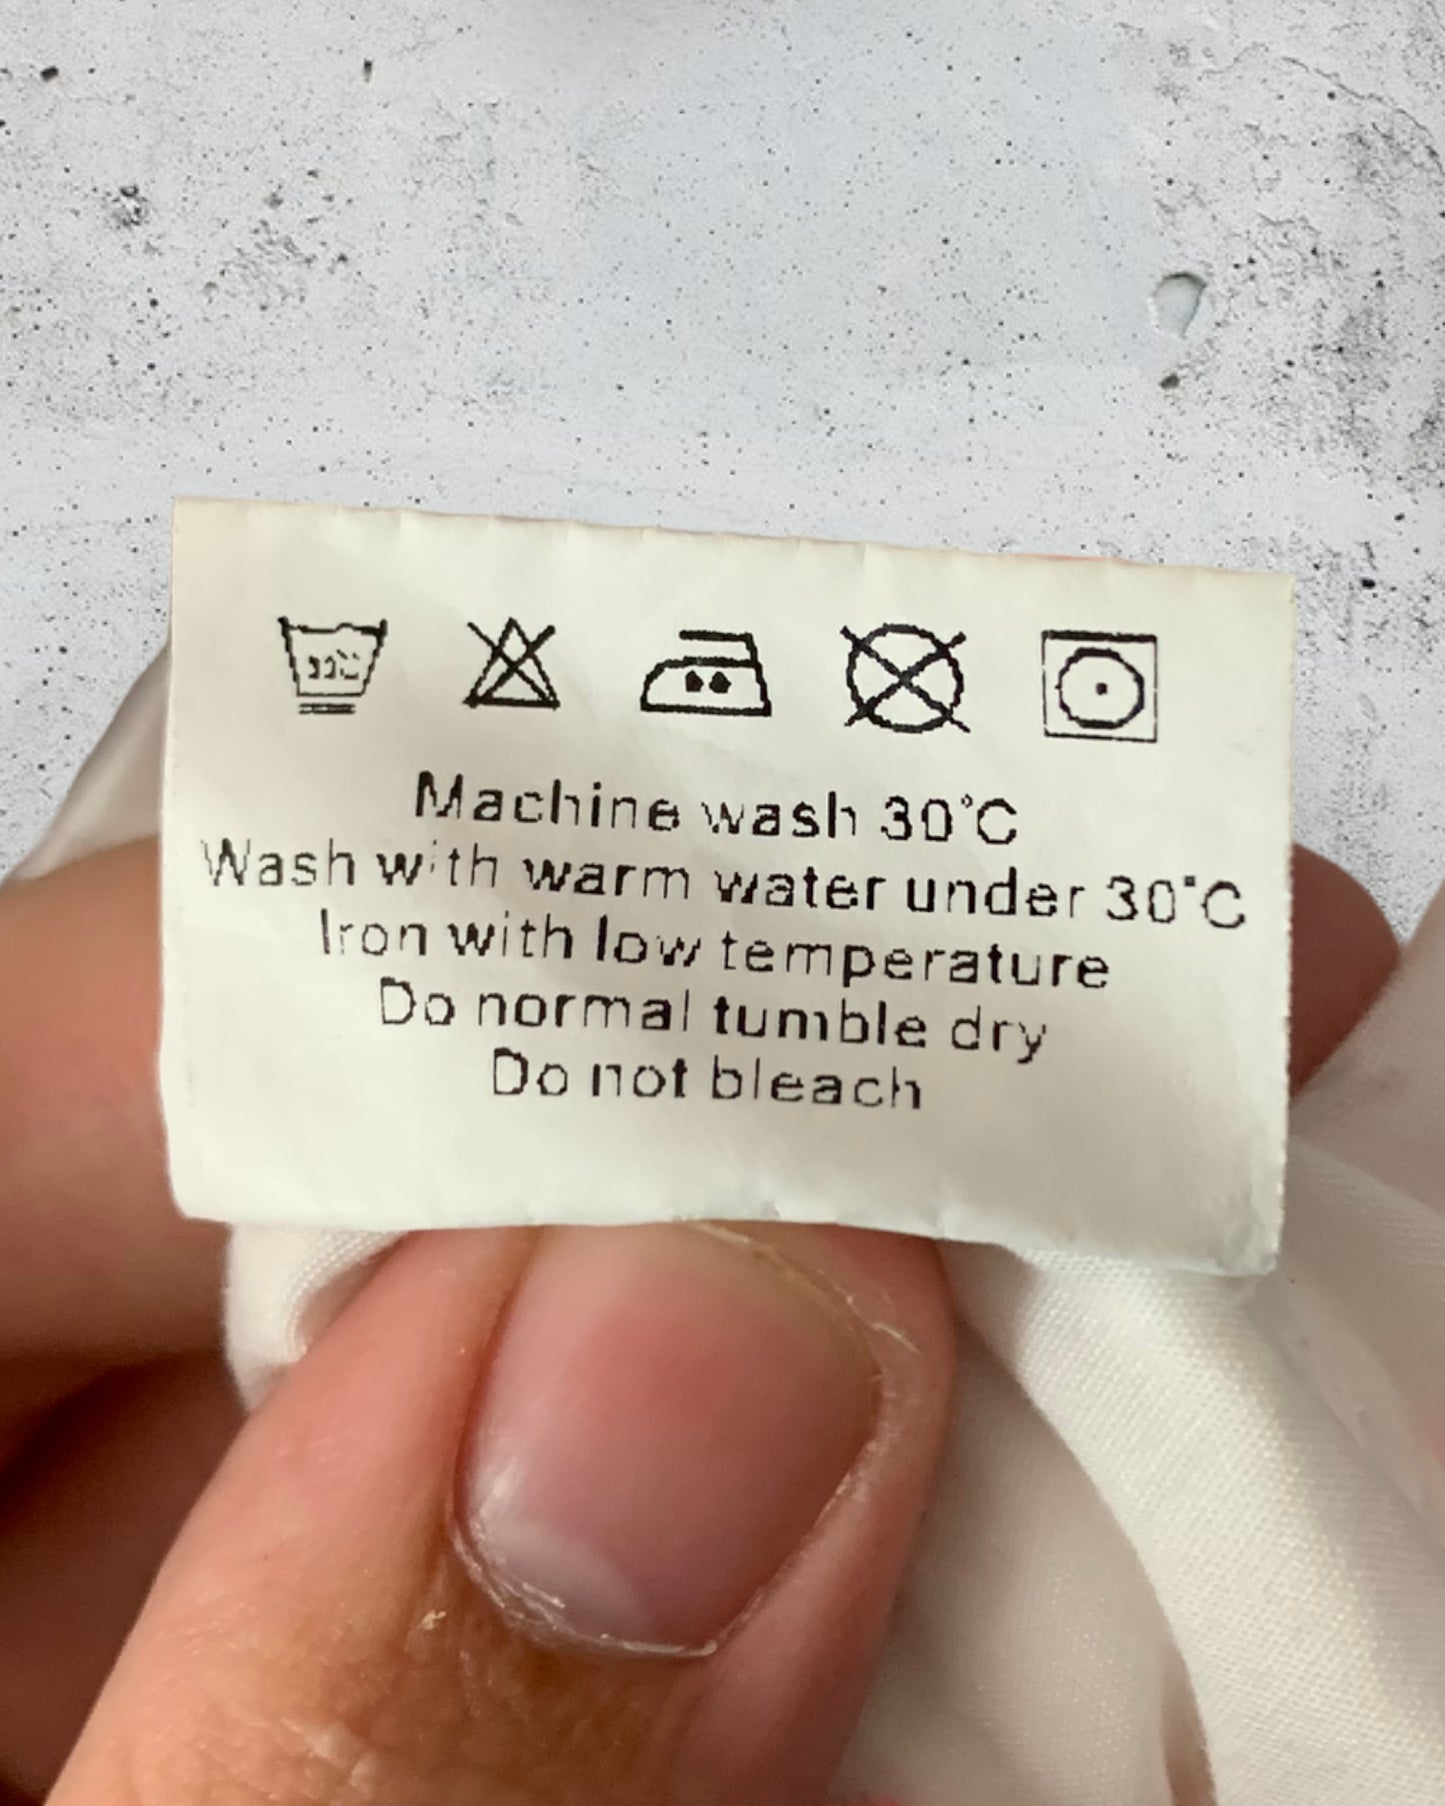 30°C
Machine wash 30°C
Wash with warm water under 30°C
Iron with low temperature
Do normal tumble dry
Do not bleach